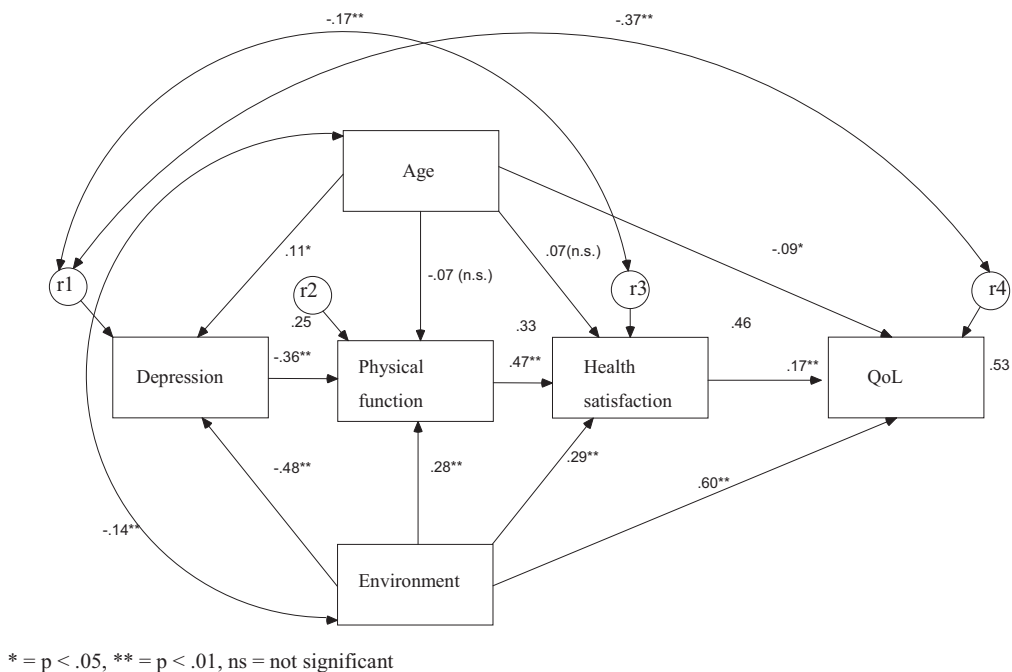 -.17**
-.37**
Age
.11*
-.07 (n.s.)
.07(n.s.)
-.09*
r1
r2
r3
r4
.25
.33
.46
Depression
-.36**
Physical
function
.47**
Health
satisfaction
.17**
QoL
.53
-.48**
.28**
.29**
.60**
-.14**
Environment
* = p < .05, ** = p < .01, ns = not significant